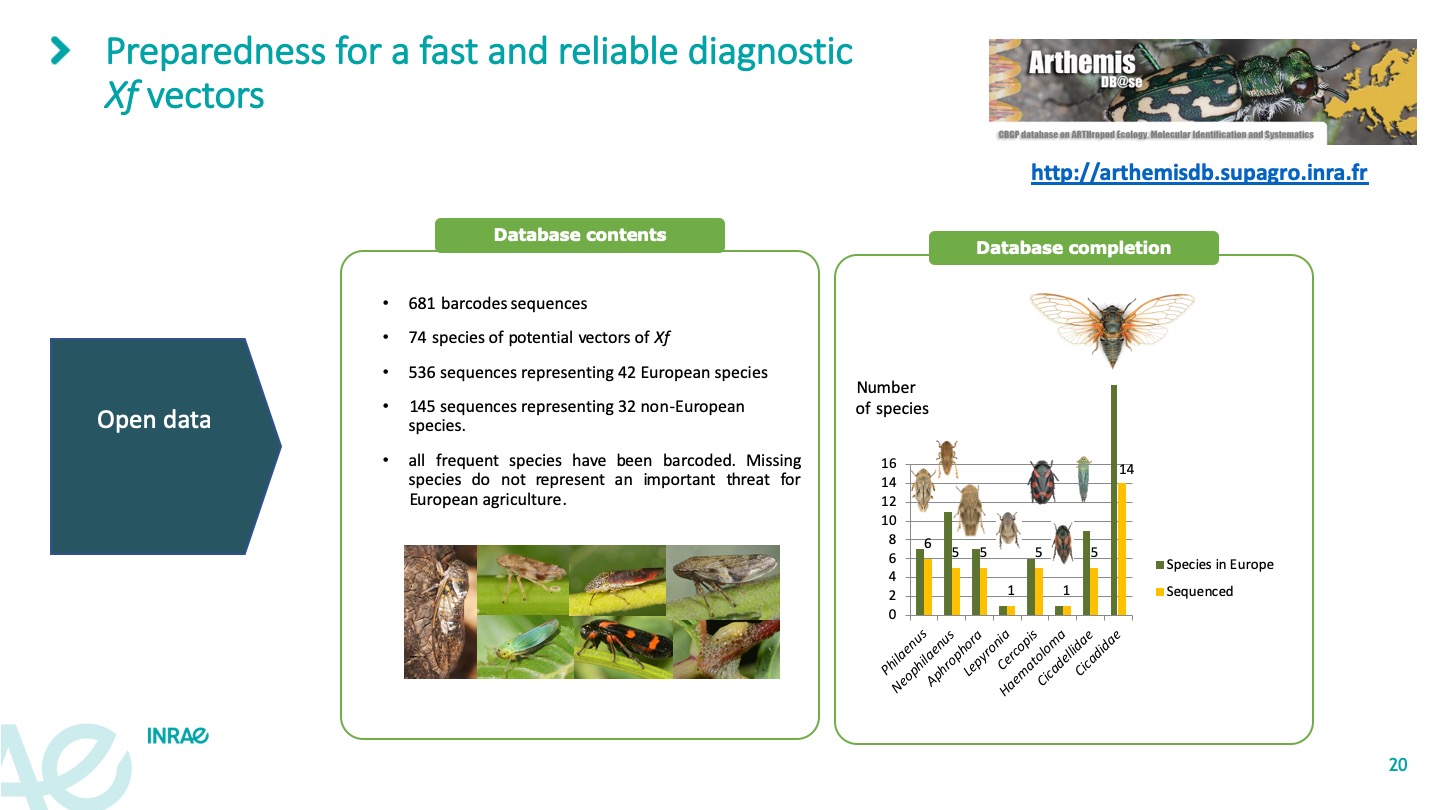 Preparedness for a fast and reliable diagnostic
Xf vectors
Arthemis
DB@se
CBGP database on ARTHropod Ecology, Molecular Identification and Systematics
http://arthemisdb.supagro.inra.fr
Open data
Database contents
• 681 barcodes sequences
• 74 species of potential vectors of Xf
• 536 sequences representing 42 European species
• 145 sequences representing 32 non-European
species.
• all frequent species have been barcoded. Missing
species do not represent an important threat for
European agriculture.
Database completion
Number
of species
16
14
12
10
8
6
4
2
0
6
5
5
1
5
1
5
14
Philaenus
Neophilaenus
Aphrophora
Lepyronia
Cercopis
Haematoloma
Cicadellidae
Cicadidae
Species in Europe
Sequenced
INRAE
20